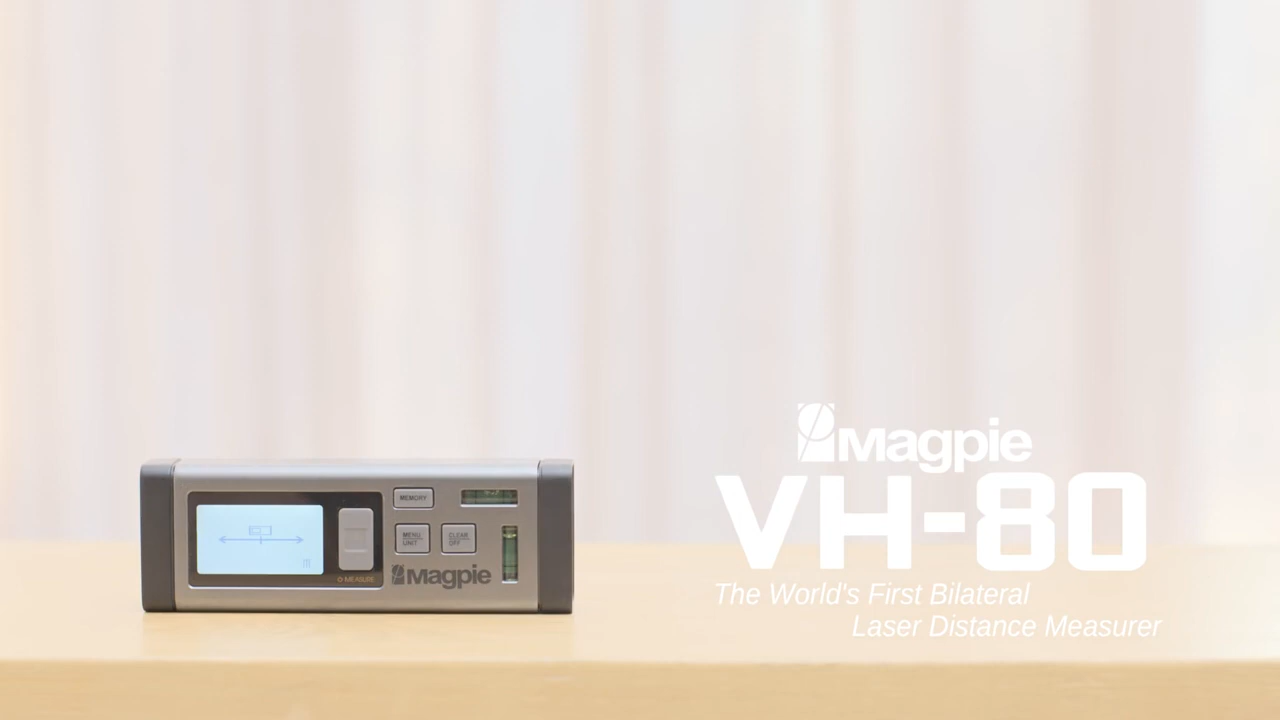 MEMORY
MENU
UNIT
CLEAR
OFF
m
MEASURE
Magpie
Magpie
VH-80
The World's First Bilateral
Laser Distance Measurer